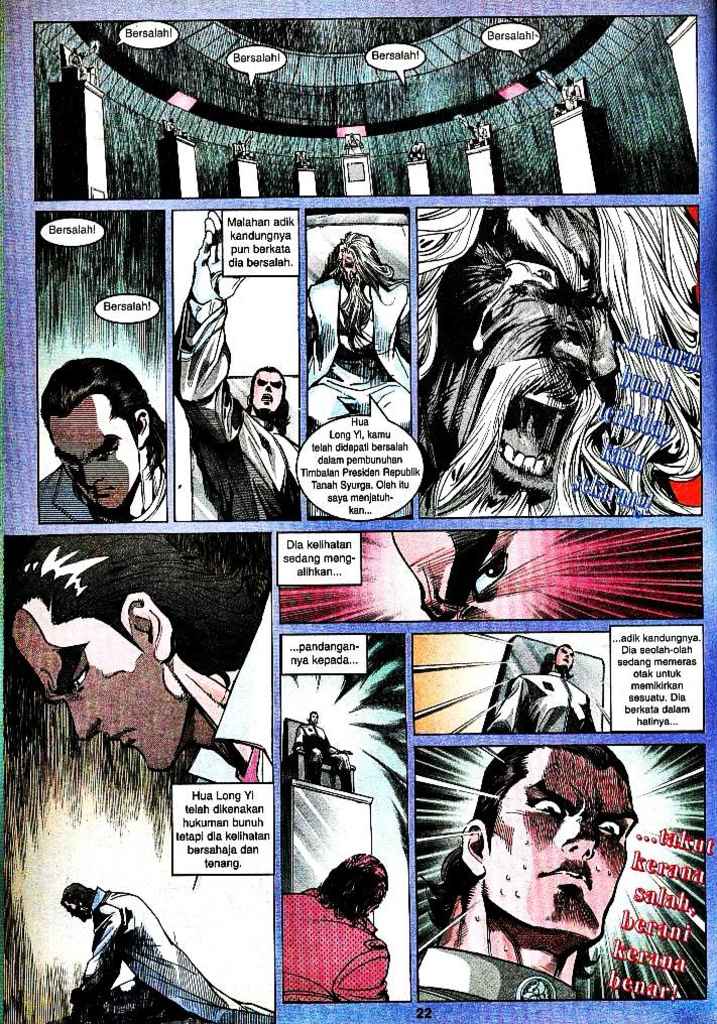 Bersalah!
Bersalah!
Bersalah!
Bersalah!
Bersalah!
Bersalah!
Malahan adik
kandungnya
pun berkata
dia bersalah.
Hua
Long Yi, kamu
telah didapati bersalah
dalam pembunuhan
Timbalan Presiden Republik
Tanah Syurga. Oleh itu
saya menjatuh-
kan...
hukuman
bunuh
terhadap
kamu
sekarang!
Dia kelihatan
sedang meng-
alihkan...
...pandangan-
nya kepada...
...adik kandungnya.
Dia seolah-olah
sedang memeras
otak untuk
memikirkan
sesuatu. Dia
berkata dalam
hatinya...
Hua Long Yi
telah dikenakan
hukuman bunuh
tetapi dia kelihatan
bersahaja dan
tenang.
...takut
kerana
salah,
berani
kerana
benar!
22